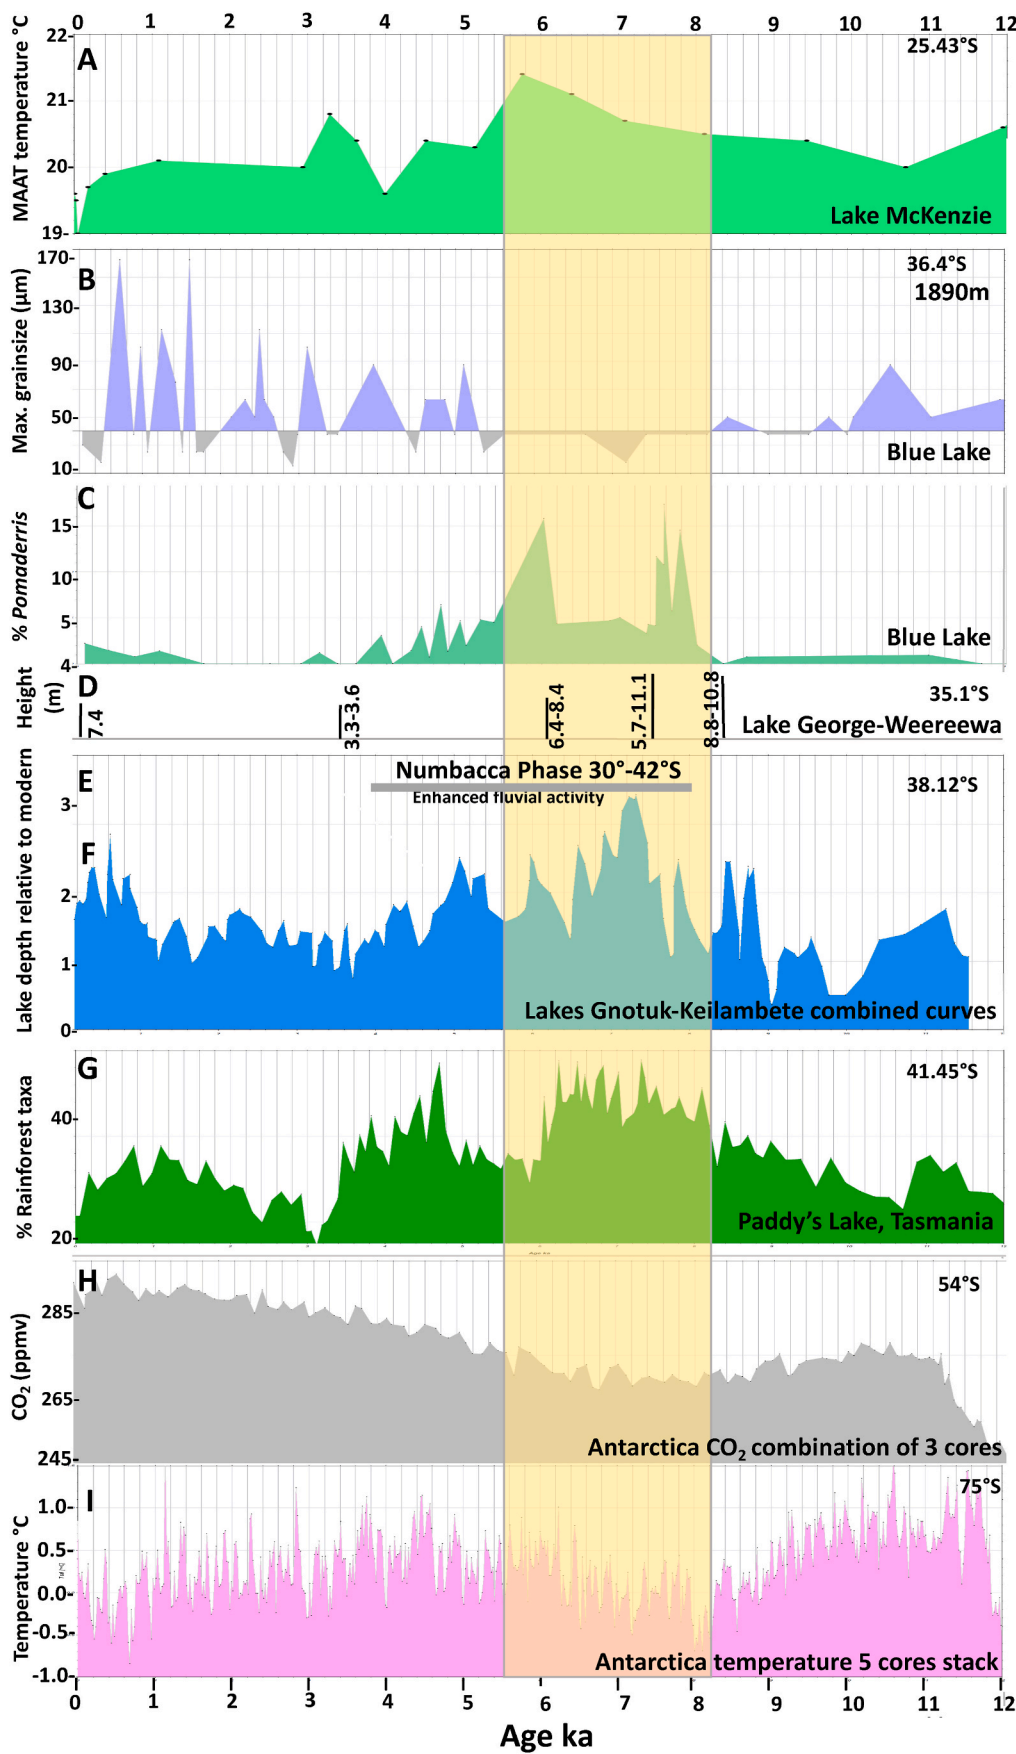 0 1 2 3 4 5 6 7 8 9 10 11 12
MAAT temperature °C
22
21
20
19
A
25.43°S
Lake McKenzie
Max. grainsize (µm)
170
130
90
50
10
B
36.4°S
1890m
Blue Lake
% Pomaderris
15
10
5
4
C
Blue Lake
Height
(m)
D
7.4
3.3-3.6
6.4-8.4
5.7-11.1
8.8-10.8
35.1°S
Lake George-Weereewa
E
Numbacca Phase 30°-42°S
Enhanced fluvial activity
38.12°S
Lake depth relative to modern
3
2
1
0
F
Lakes Gnotuk-Keilambete combined curves
% Rainforest taxa
40
20
G
41.45°S
Paddy's Lake, Tasmania
Age ka
CO₂ (ppmv)
285
265
245
H
54°S
Antarctica CO₂ combination of 3 cores
Temperature °C
1.0
0.5
0.0
-0.5
-1.0
I
75°S
Antarctica temperature 5 cores stack
0 1 2 3 4 5 6 7 8 9 10 11 12
Age ka